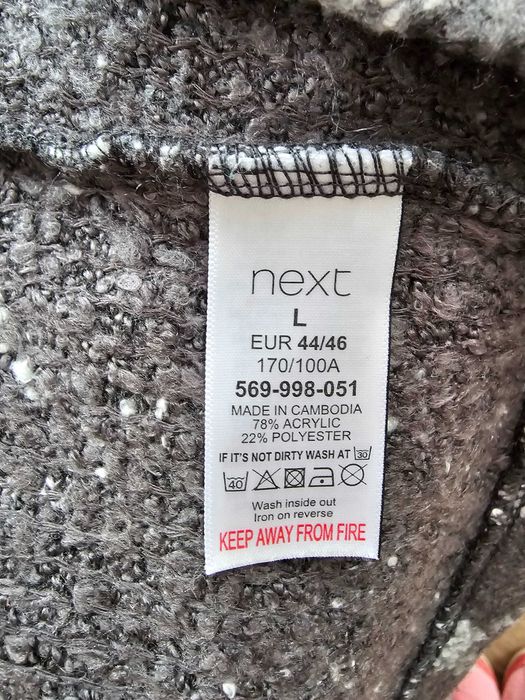 next
L
EUR 44/46
170/100A
569-998-051
MADE IN CAMBODIA
78% ACRYLIC
22% POLYESTER
IF IT'S NOT DIRTY WASH AT 30
40
Wash inside out
Iron on reverse
KEEP AWAY FROM FIRE